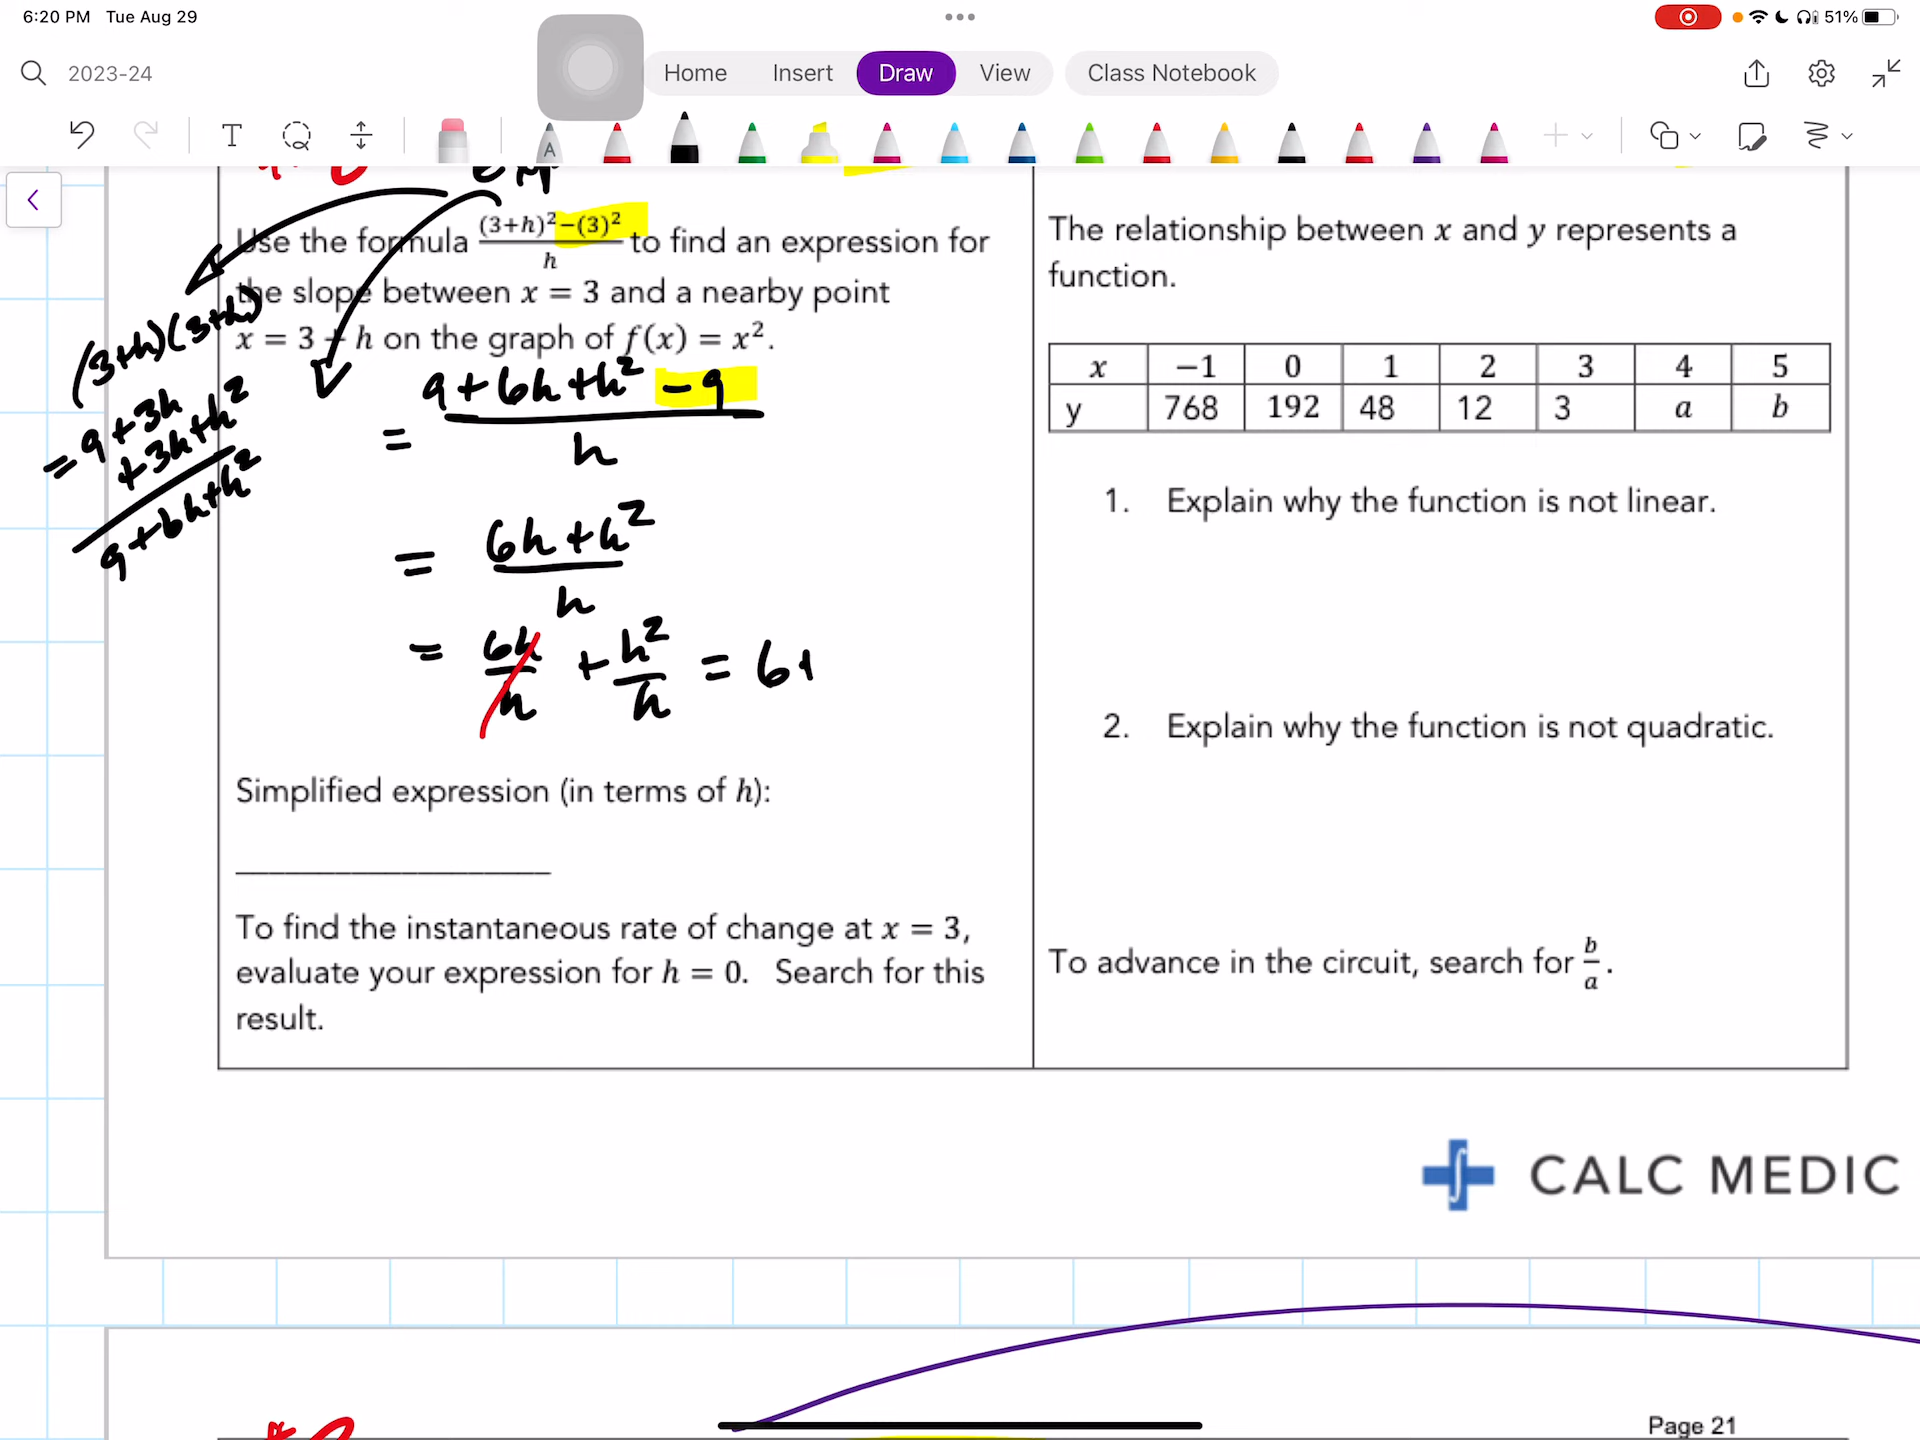 6:20 PM Tue Aug 29
51%
2023-24
Home Insert Draw View Class Notebook
T A
Use the formula (3+h)²−(3)² / h to find an expression for
the slope between x = 3 and a nearby point
x = 3 + h on the graph of f(x) = x².
(3+h)(3+h)
= 9 + 3h
+3h+h²
9+6h+h²
= 9+6h+h² −9 / h
= 6h+h² / h
= 6h/h + h²/h = 6+
Simplified expression (in terms of h):
To find the instantaneous rate of change at x = 3,
evaluate your expression for h = 0. Search for this
result.
The relationship between x and y represents a
function.
x −1 0 1 2 3 4 5
y 768 192 48 12 3 a b
1. Explain why the function is not linear.
2. Explain why the function is not quadratic.
To advance in the circuit, search for b/a.
CALC MEDIC
Page 21